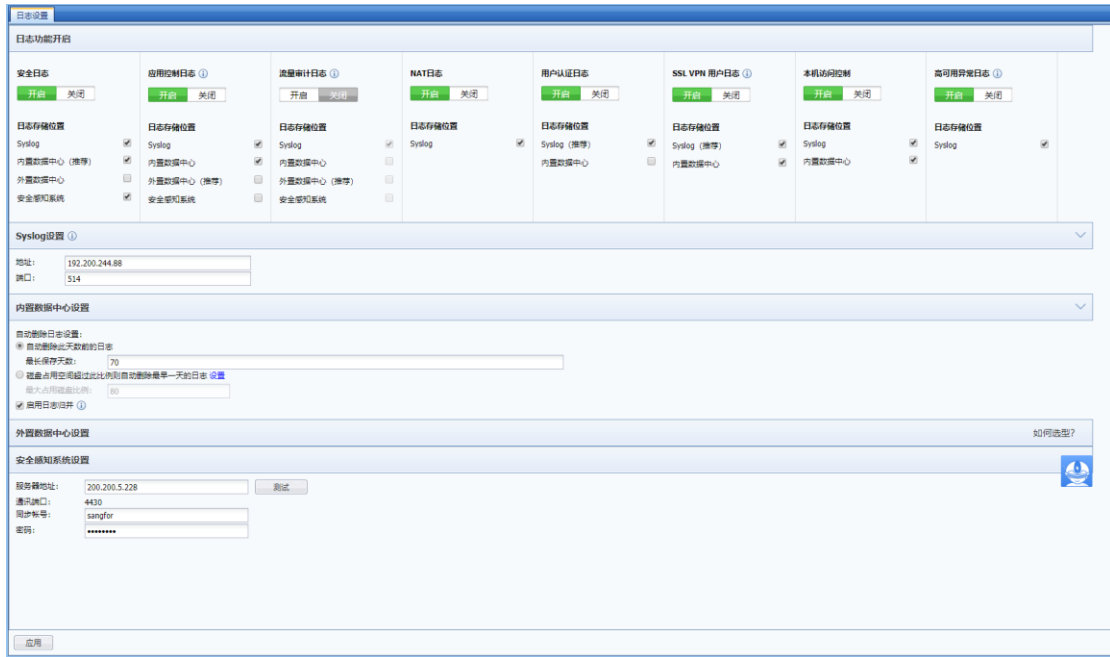 日志设置
日志功能开启
安全日志
开启 关闭
日志存储位置
Syslog
内置数据中心（推荐）
外置数据中心
安全感知系统
应用控制日志
开启 关闭
日志存储位置
Syslog
内置数据中心
外置数据中心（推荐）
安全感知系统
流量审计日志
开启 关闭
日志存储位置
Syslog
内置数据中心
外置数据中心（推荐）
安全感知系统
NAT日志
开启 关闭
日志存储位置
Syslog
用户认证日志
开启 关闭
日志存储位置
Syslog（推荐）
内置数据中心
SSL VPN 用户日志
开启 关闭
日志存储位置
Syslog（推荐）
内置数据中心
本机访问控制
开启 关闭
日志存储位置
Syslog
内置数据中心
高可用异常日志
开启 关闭
日志存储位置
Syslog
Syslog设置
地址： 192.200.244.88
端口： 514
内置数据中心设置
自动删除日志设置：
自动删除此天数前的日志
最长保存天数： 70
磁盘占用空间超过此比例则自动删除最早一天的日志 设置
最大占用磁盘比例： 80
启用日志归并
外置数据中心设置 如何选型？
安全感知系统设置
服务器地址： 200.200.5.228 测试
通讯端口： 4430
同步帐号： sangfor
密码： ••••••••
应用